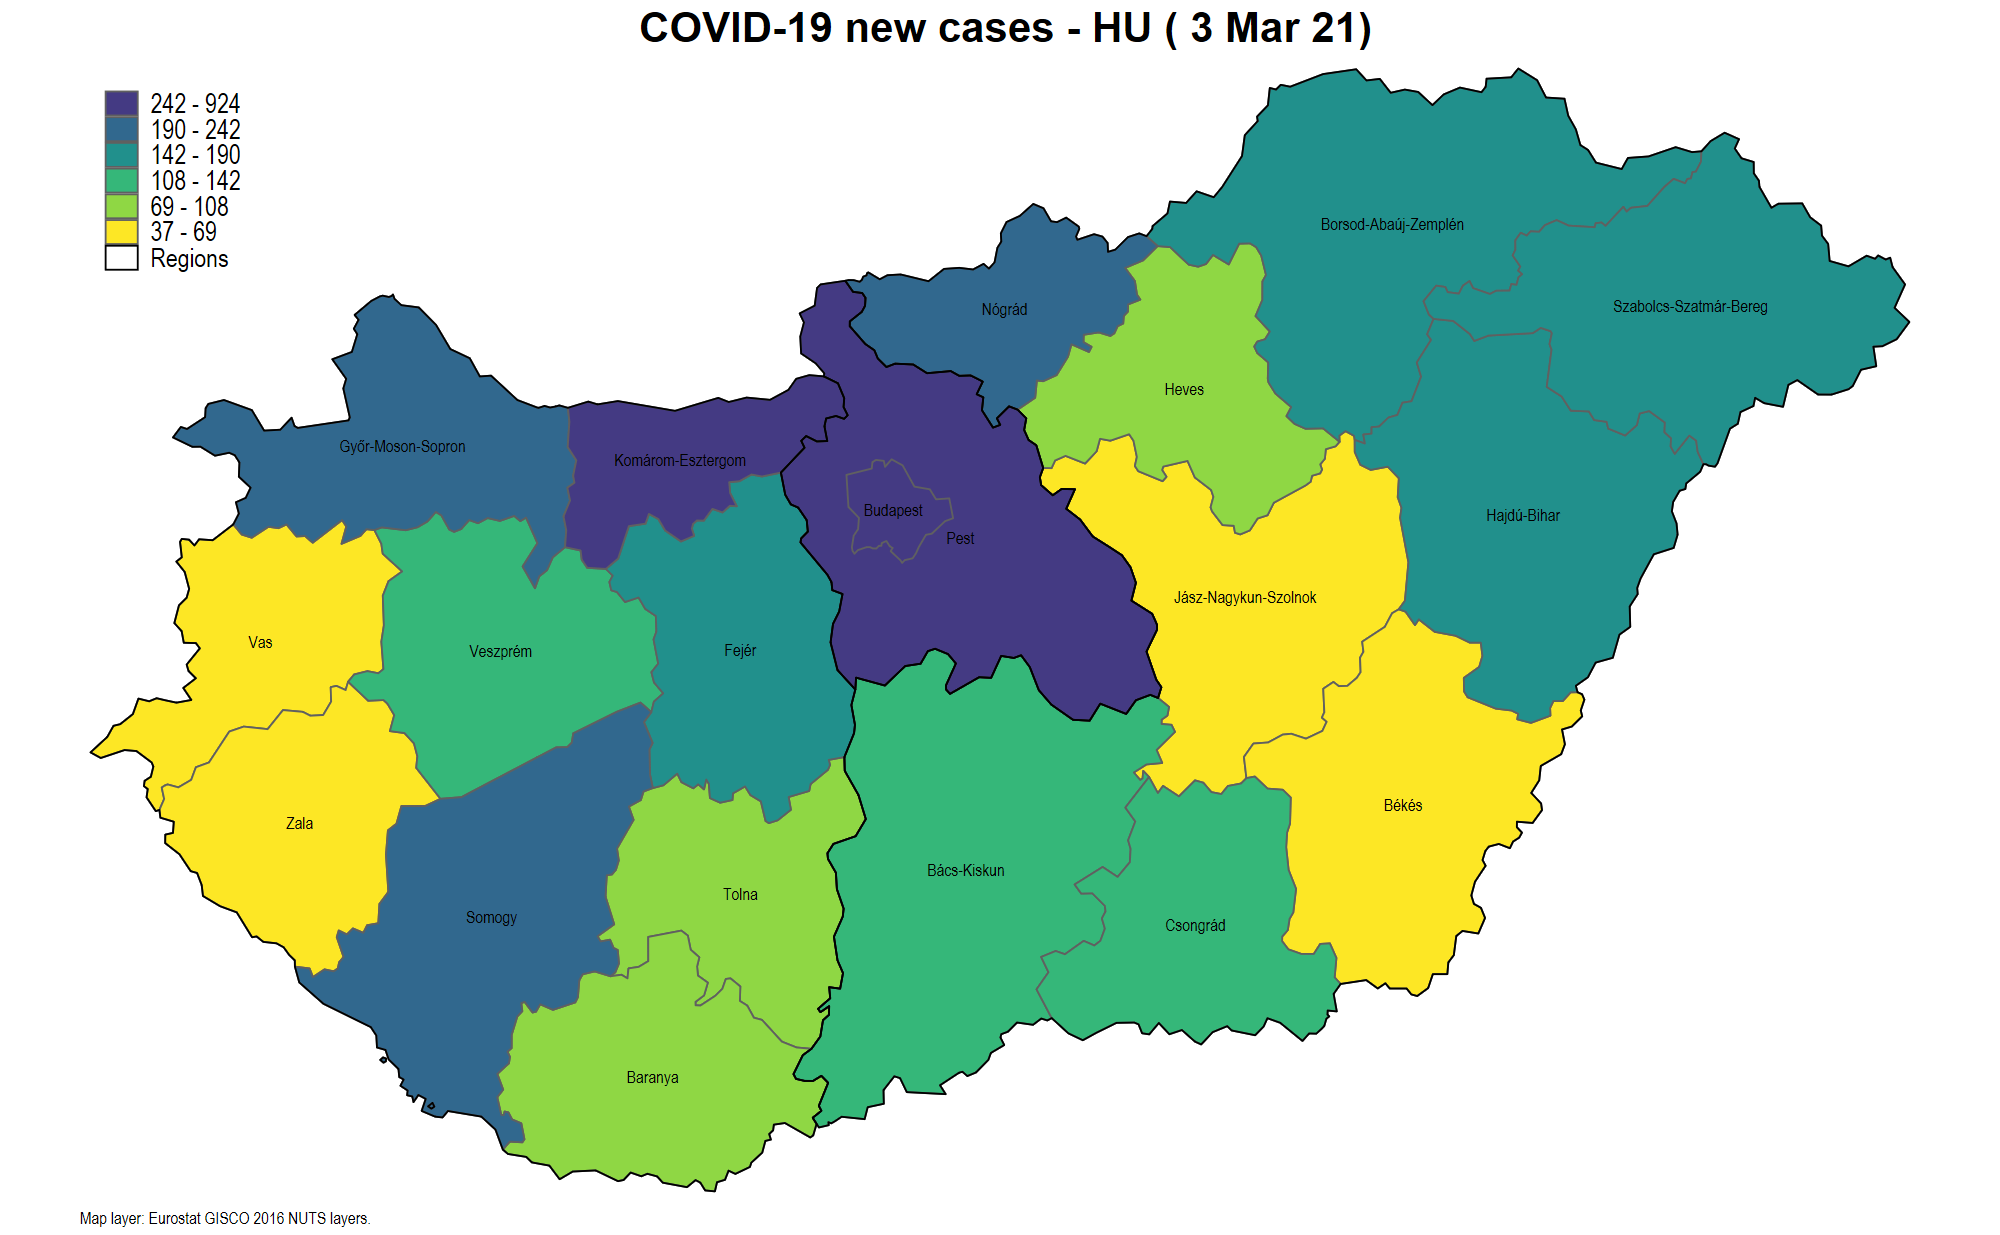 COVID-19 new cases - HU ( 3 Mar 21)
242 - 924
190 - 242
142 - 190
108 - 142
69 - 108
37 - 69
Regions
Borsod-Abaúj-Zemplén
Szabolcs-Szatmár-Bereg
Nógrád
Heves
Győr-Moson-Sopron
Komárom-Esztergom
Budapest
Hajdú-Bihar
Pest
Jász-Nagykun-Szolnok
Vas
Veszprém
Fejér
Békés
Zala
Bács-Kiskun
Tolna
Somogy
Csongrád
Baranya
Map layer: Eurostat GISCO 2016 NUTS layers.